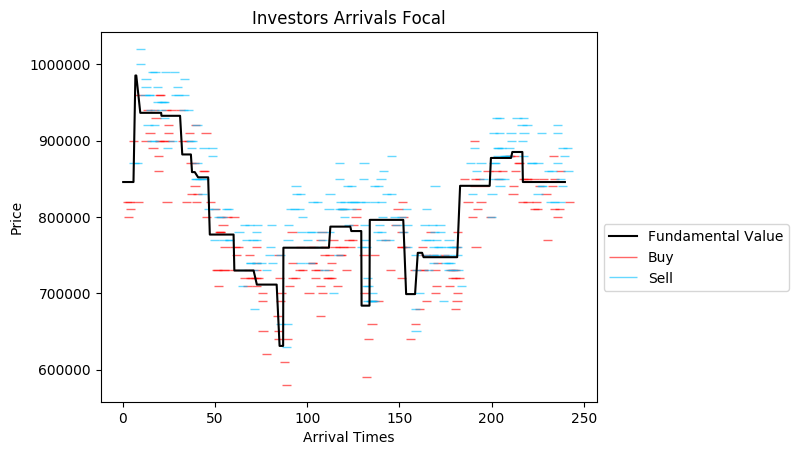 Investors Arrivals Focal
1000000
900000
800000
700000
600000
Price
0 50 100 150 200 250
Arrival Times
Fundamental Value
Buy
Sell